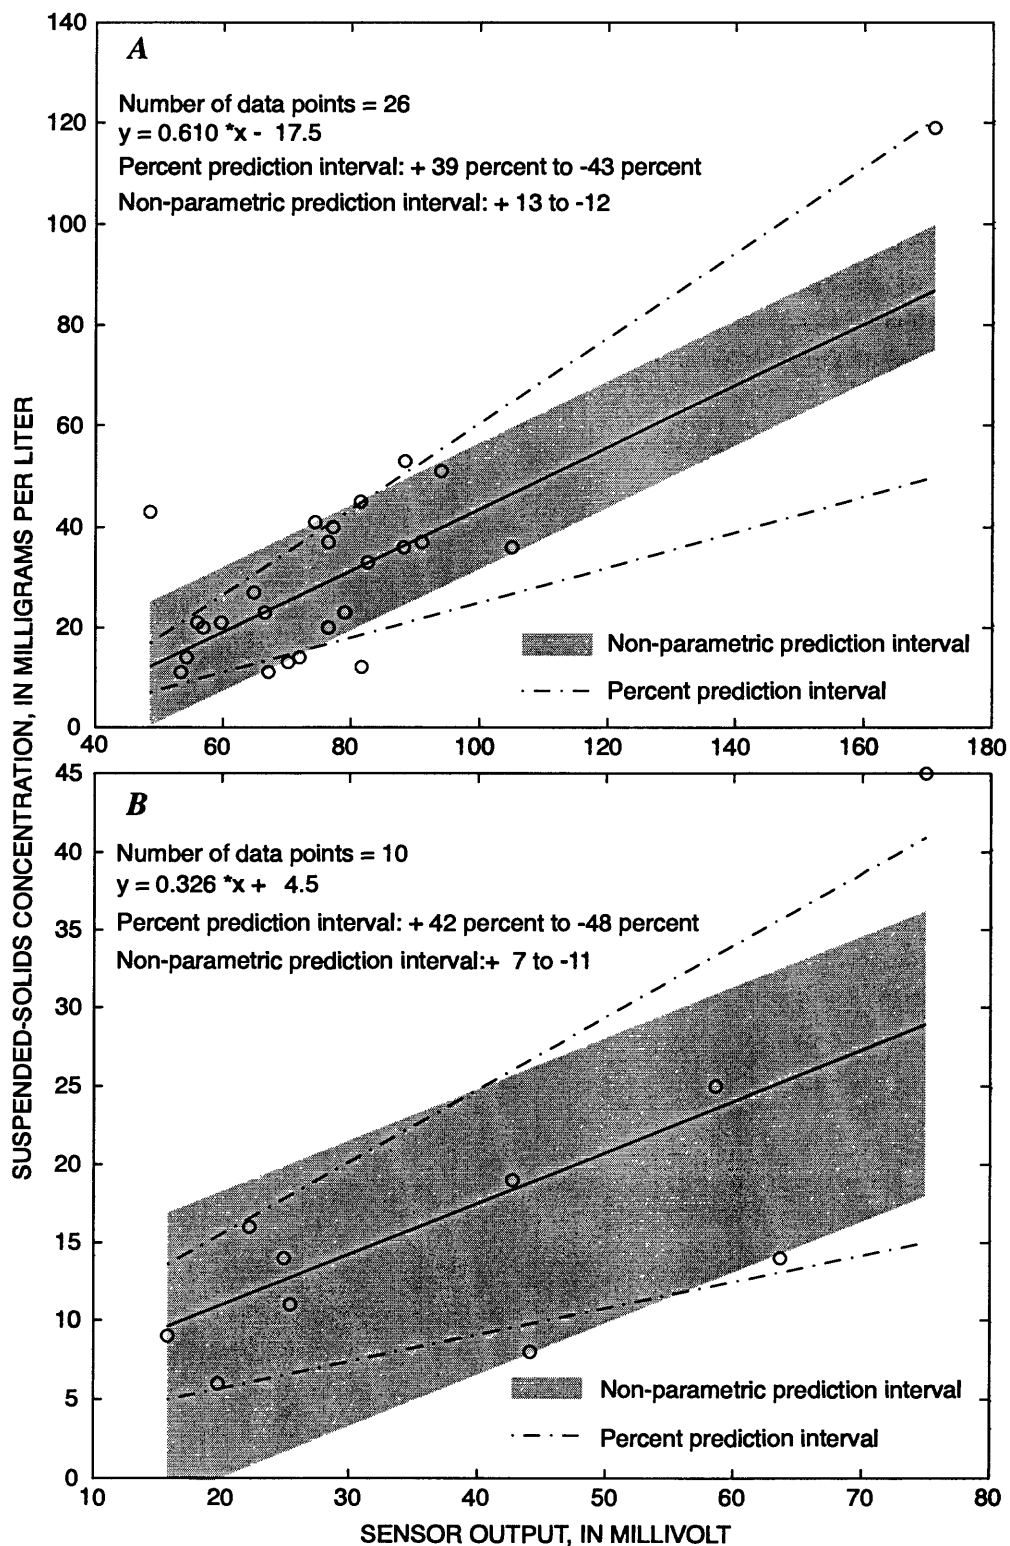 SUSPENDED-SOLIDS CONCENTRATION, IN MILLIGRAMS PER LITER
140
120
100
80
60
40
20
0
A
Number of data points = 26
y = 0.610 *x - 17.5
Percent prediction interval: + 39 percent to -43 percent
Non-parametric prediction interval: + 13 to -12
Non-parametric prediction interval
Percent prediction interval
40 60 80 100 120 140 160 180
45
40
35
30
25
20
15
10
5
0
B
Number of data points = 10
y = 0.326 *x + 4.5
Percent prediction interval: + 42 percent to -48 percent
Non-parametric prediction interval:+ 7 to -11
Non-parametric prediction interval
Percent prediction interval
10 20 30 40 50 60 70 80
SENSOR OUTPUT, IN MILLIVOLT